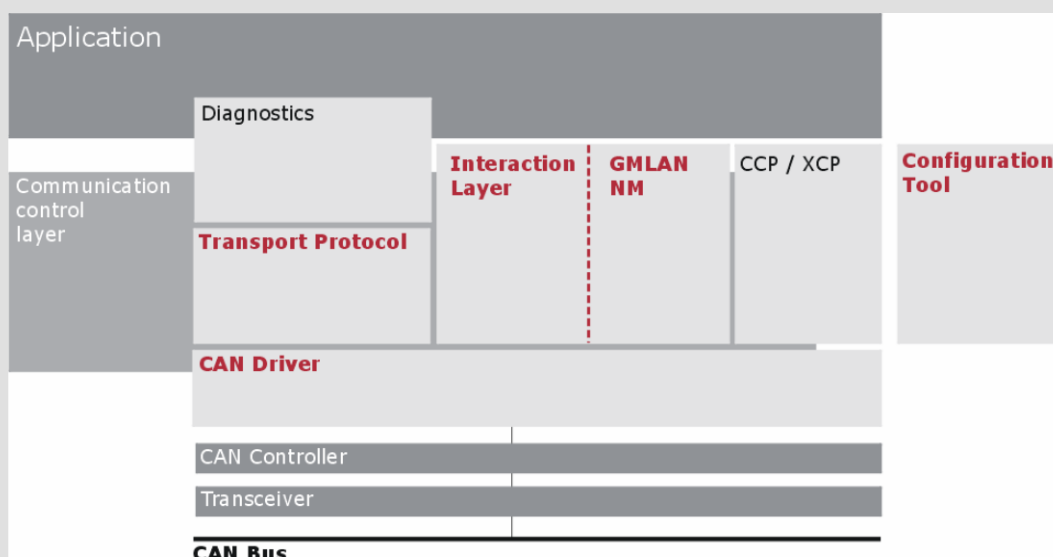 Application
Diagnostics
Interaction
Layer
GMLAN
NM
CCP / XCP
Configuration
Tool
Communication
control
layer
Transport Protocol
CAN Driver
CAN Controller
Transceiver
CAN Bus